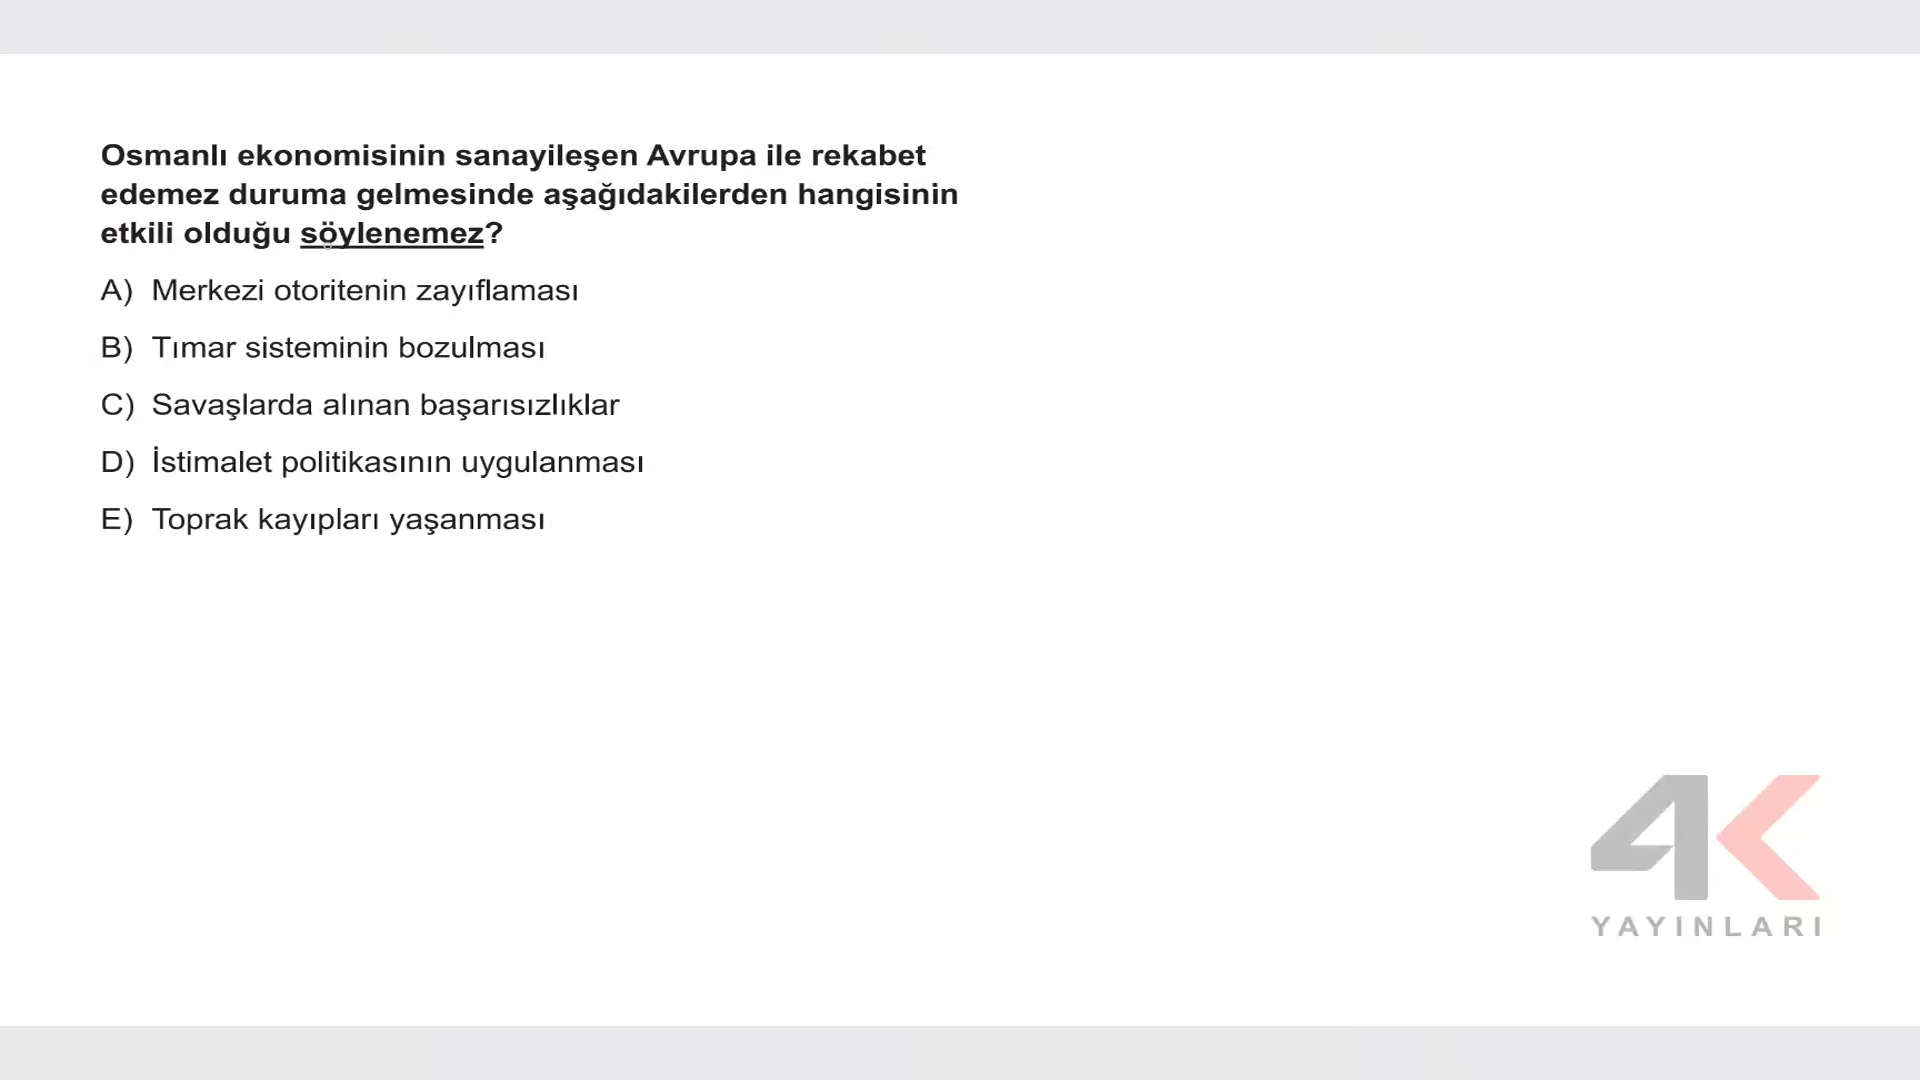 Osmanlı ekonomisinin sanayileşen Avrupa ile rekabet
edemez duruma gelmesinde aşağıdakilerden hangisinin
etkili olduğu söylenemez?
A) Merkezi otoritenin zayıflaması
B) Tımar sisteminin bozulması
C) Savaşlarda alınan başarısızlıklar
D) İstimalet politikasının uygulanması
E) Toprak kayıpları yaşanması
4K
YAYINLARI